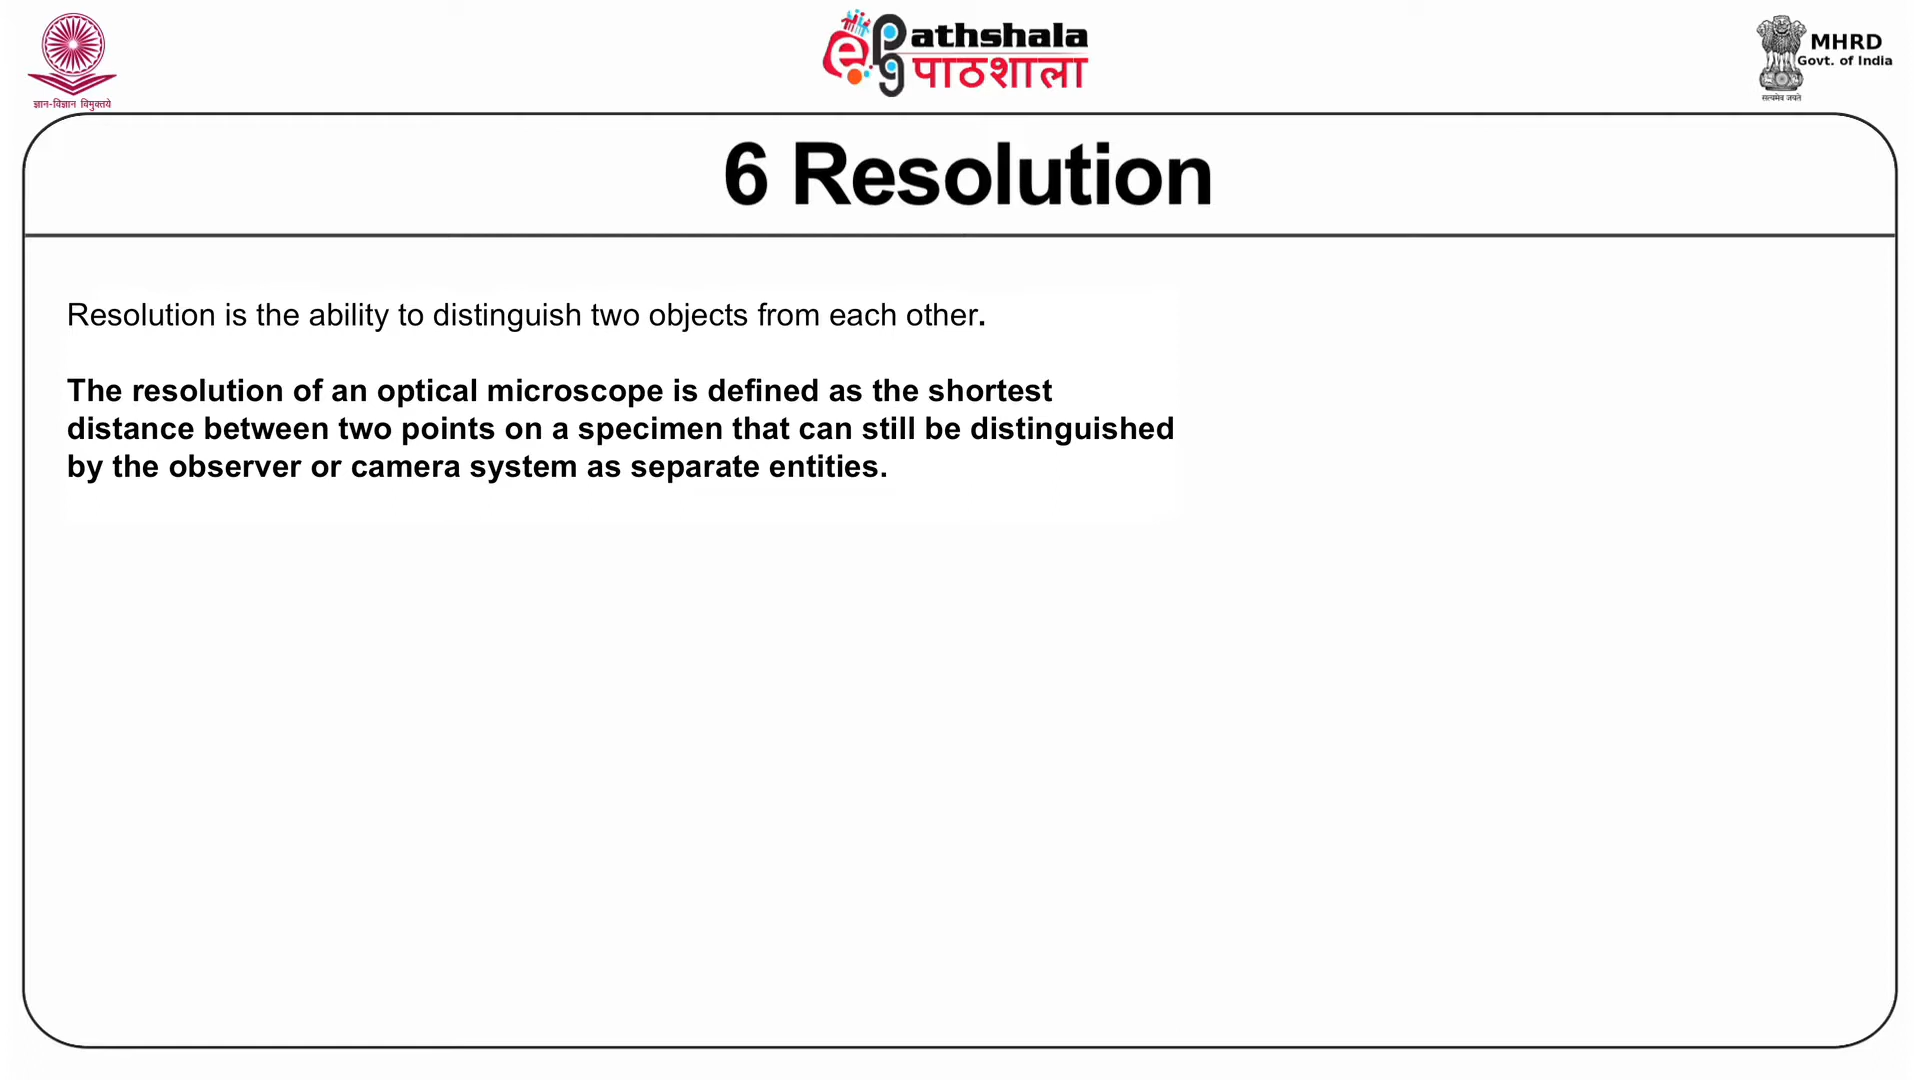 ज्ञान-विज्ञान विमुक्तये
e pg athshala
पाठशाला
MHRD
Govt. of India
सत्यमेव जयते
6 Resolution
Resolution is the ability to distinguish two objects from each other.
The resolution of an optical microscope is defined as the shortest
distance between two points on a specimen that can still be distinguished
by the observer or camera system as separate entities.